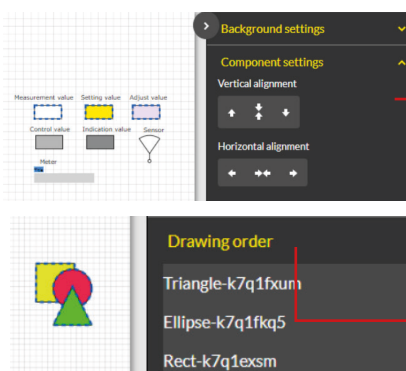 Background settings
Component settings
Vertical alignment
Horizontal alignment
Measurement value Setting value Adjust value
Control value Indication value Sensor
Meter
Drawing order
Triangle-k7q1fxum
Ellipse-k7q1fkq5
Rect-k7q1exsm